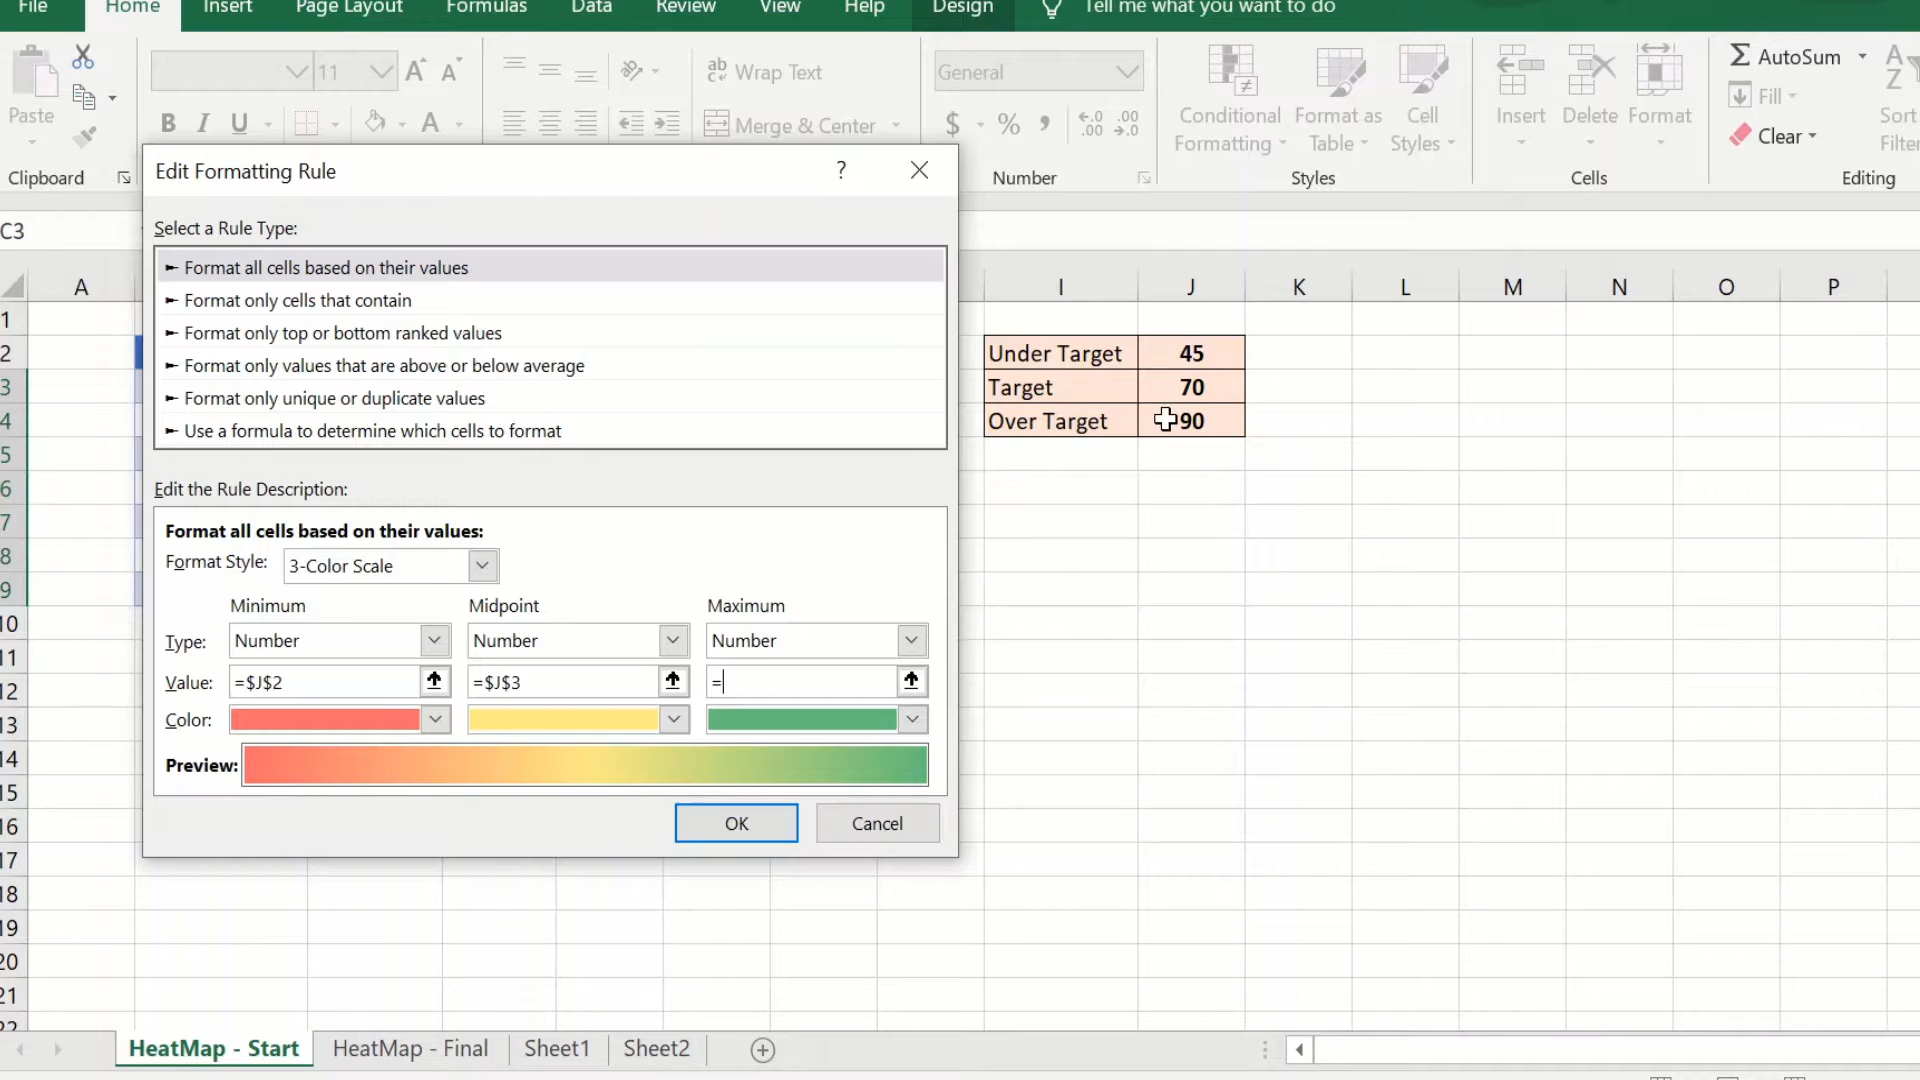 File Home Insert Page Layout Formulas Data Review View Help Design Tell me what you want to do
Paste
11 A A
ab Wrap Text
General
Conditional Formatting
Format as Table
Cell Styles
Insert Delete Format
AutoSum
Fill
Clear
Sort
Filter
B I U A
Merge & Center
$ % , .00 .00
Clipboard Number Styles Cells Editing
C3
Edit Formatting Rule ?
Select a Rule Type:
► Format all cells based on their values
► Format only cells that contain
► Format only top or bottom ranked values
► Format only values that are above or below average
► Format only unique or duplicate values
► Use a formula to determine which cells to format
Edit the Rule Description:
Format all cells based on their values:
Format Style: 3-Color Scale
Minimum Midpoint Maximum
Type: Number Number Number
Value: =$J$2 =$J$3 =
Color:
Preview:
OK Cancel
A I J K L M N O P
1
2
3
4
5
6
7
8
9
10
11
12
13
14
15
16
17
18
19
20
21
22
Under Target 45
Target 70
Over Target 90
HeatMap - Start HeatMap - Final Sheet1 Sheet2